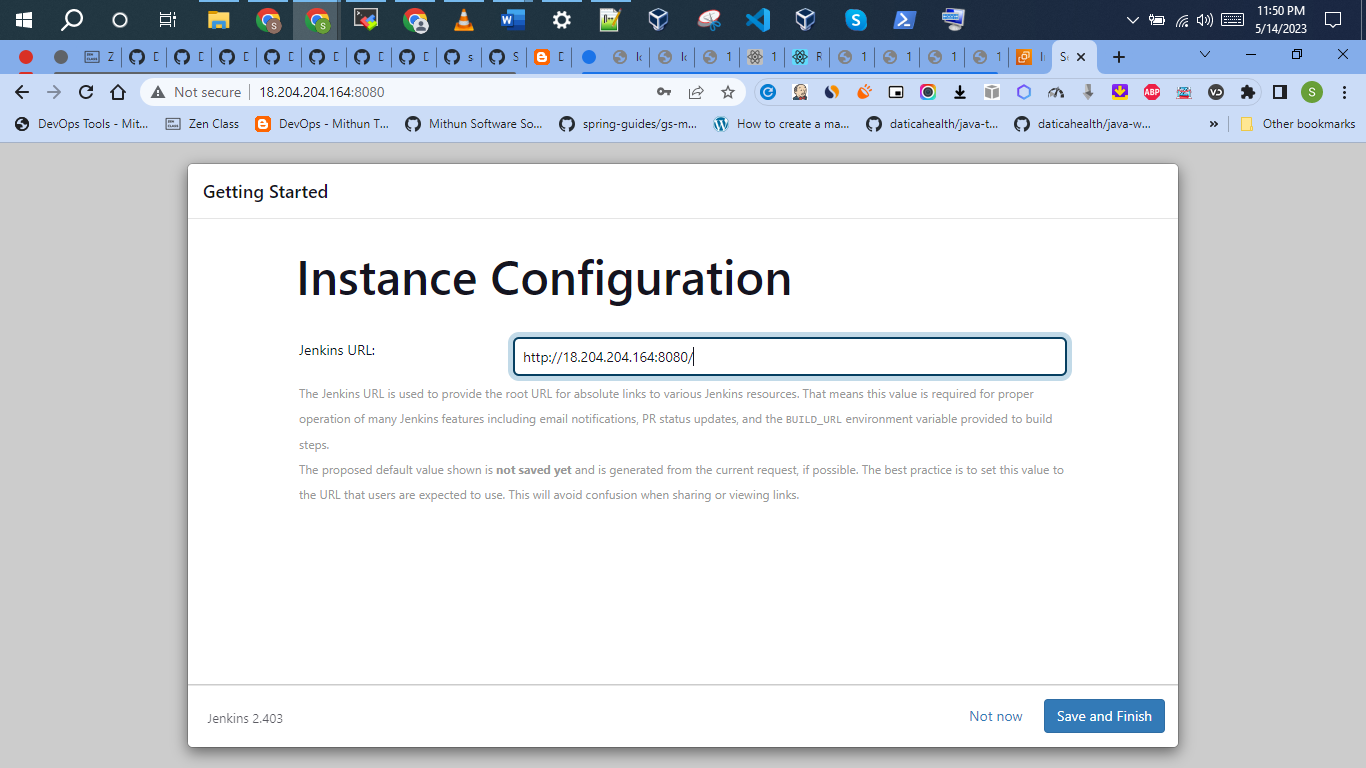 11:50 PM
5/14/2023
Not secure
18.204.204.164:8080
S
DevOps Tools - Mit...
Zen Class
DevOps - Mithun T...
Mithun Software So...
spring-guides/gs-m...
How to create a ma...
daticahealth/java-t...
daticahealth/java-w...
»
Other bookmarks
Getting Started
Instance Configuration
Jenkins URL:
http://18.204.204.164:8080/
The Jenkins URL is used to provide the root URL for absolute links to various Jenkins resources. That means this value is required for proper
operation of many Jenkins features including email notifications, PR status updates, and the BUILD_URL environment variable provided to build
steps.
The proposed default value shown is not saved yet and is generated from the current request, if possible. The best practice is to set this value to
the URL that users are expected to use. This will avoid confusion when sharing or viewing links.
Jenkins 2.403
Not now
Save and Finish